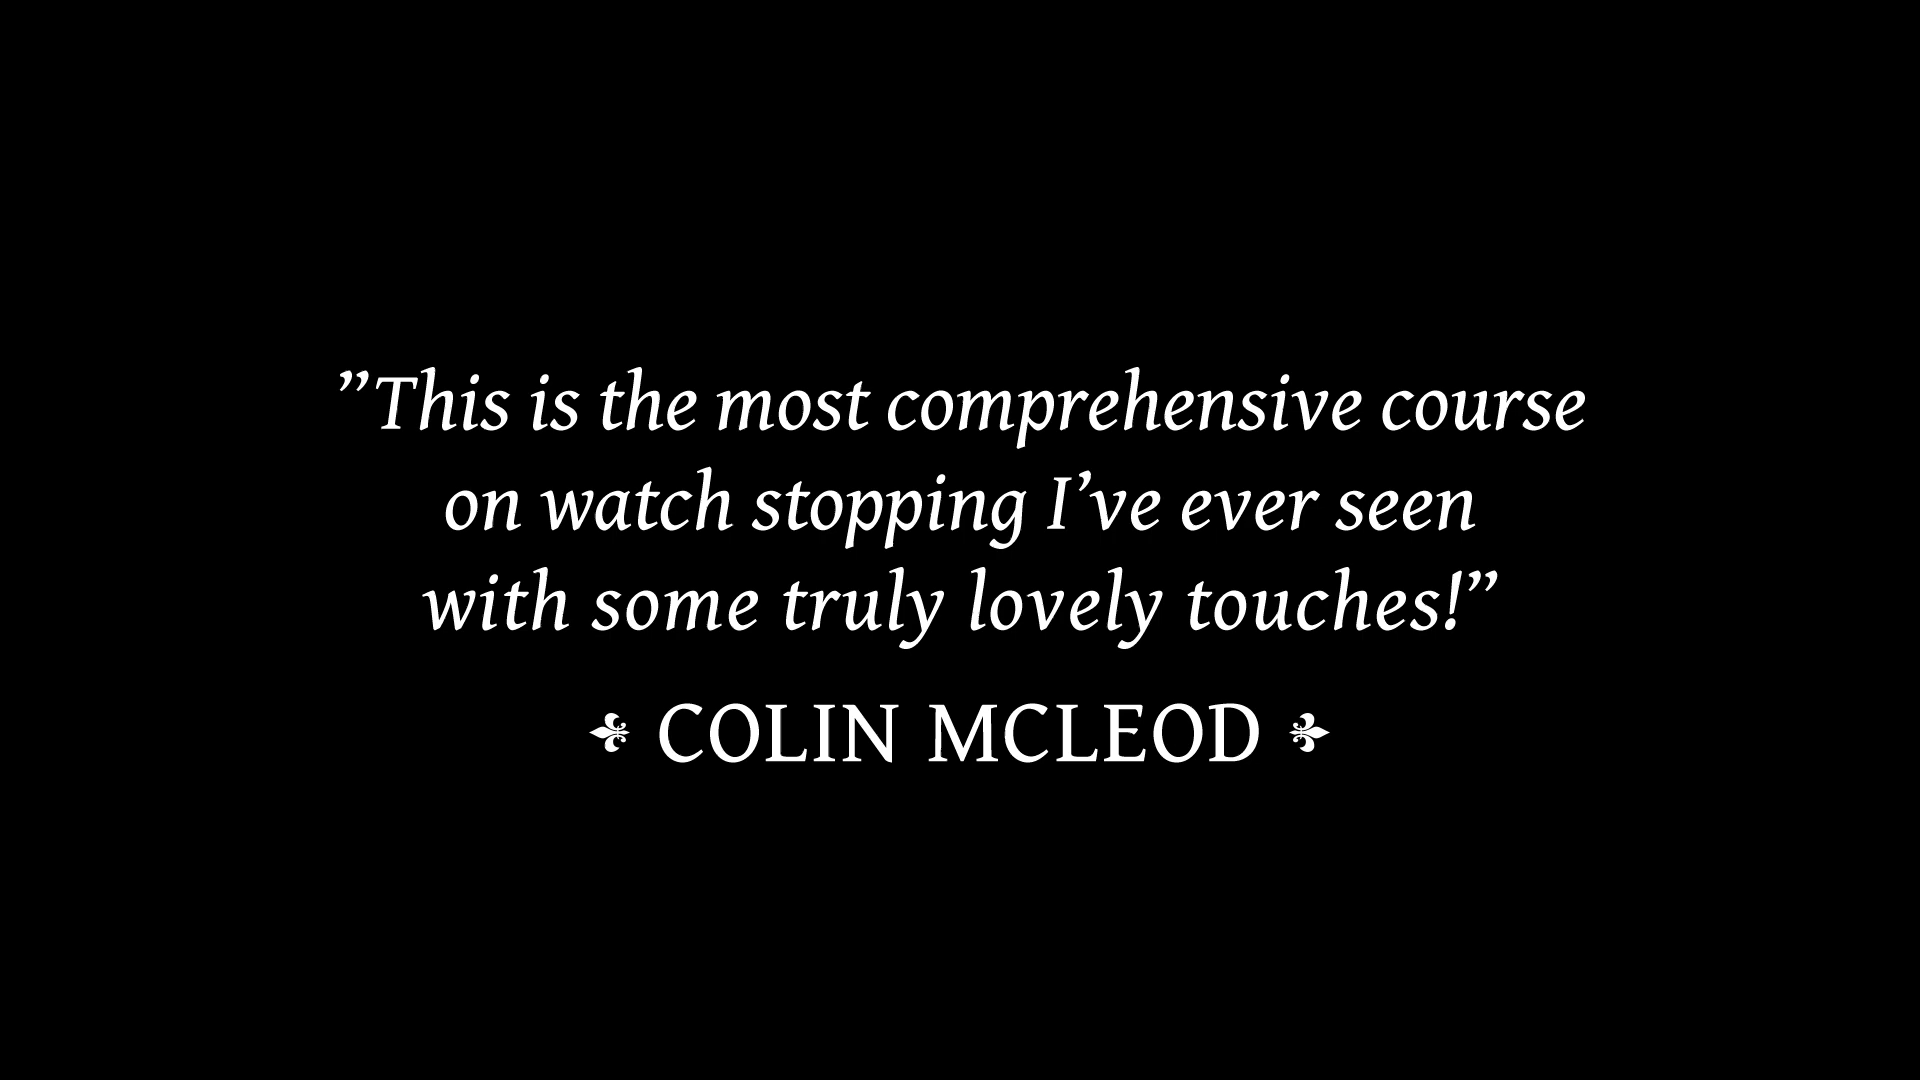 ”This is the most comprehensive course
on watch stopping I’ve ever seen
with some truly lovely touches!”
COLIN MCLEOD